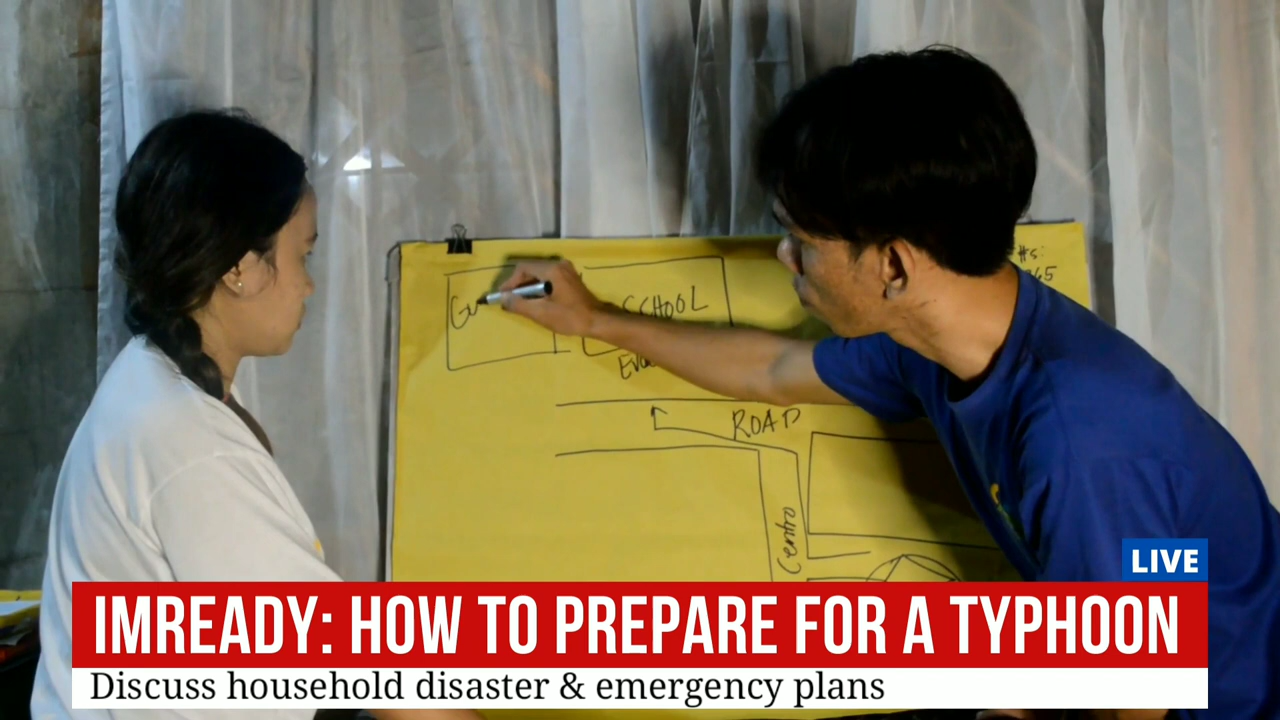 #s:
SCHOOL
ROAD
Centro
LIVE
IMREADY: HOW TO PREPARE FOR A TYPHOON
Discuss household disaster & emergency plans